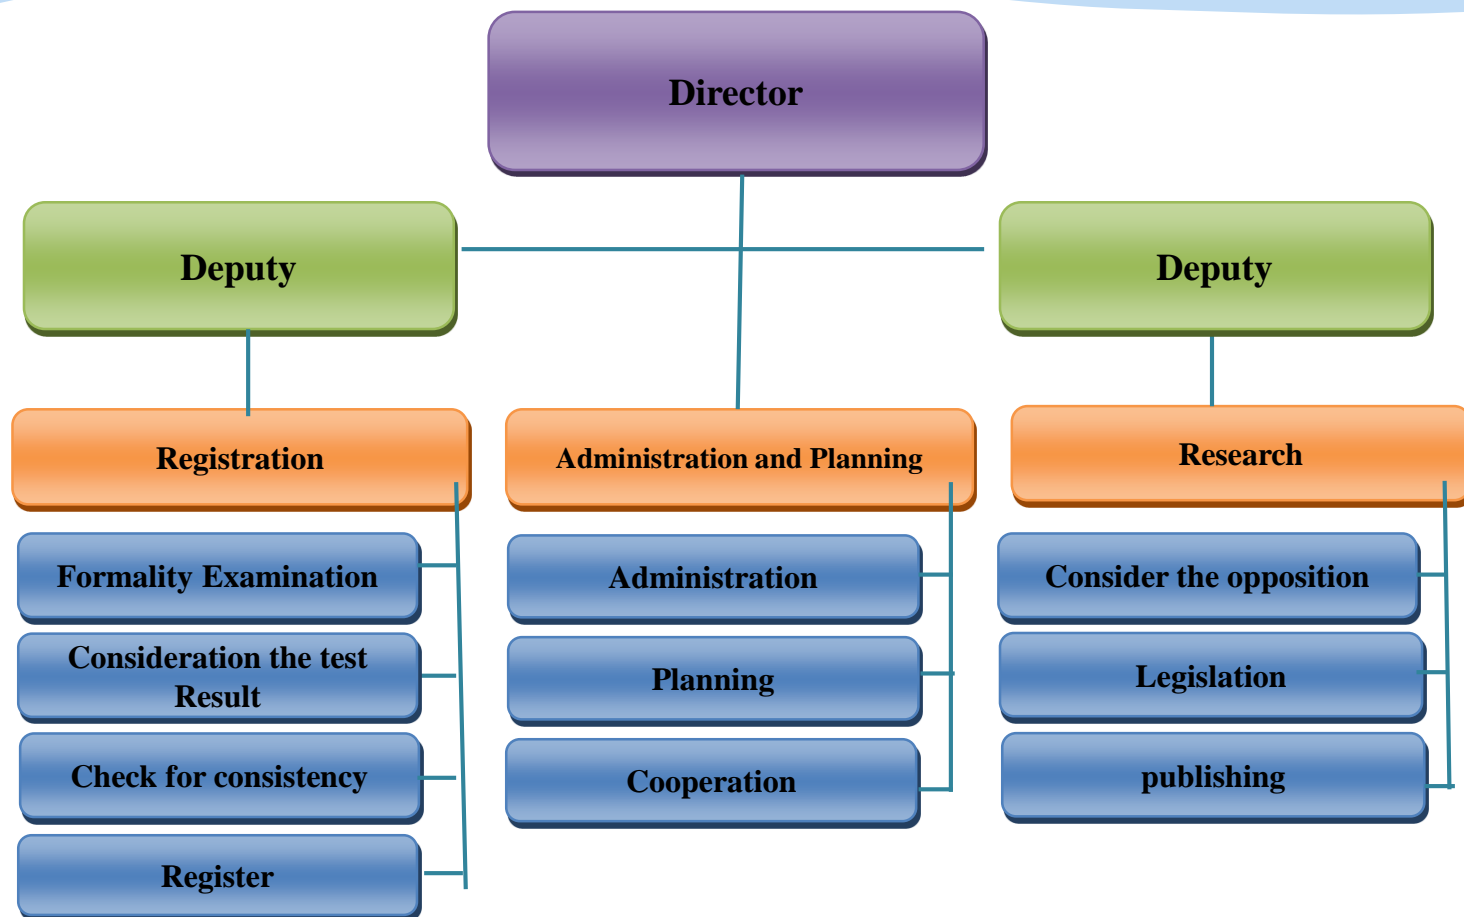 Director
Deputy
Deputy
Registration
Administration and Planning
Research
Formality Examination
Consideration the test
Result
Check for consistency
Register
Administration
Planning
Cooperation
Consider the opposition
Legislation
publishing